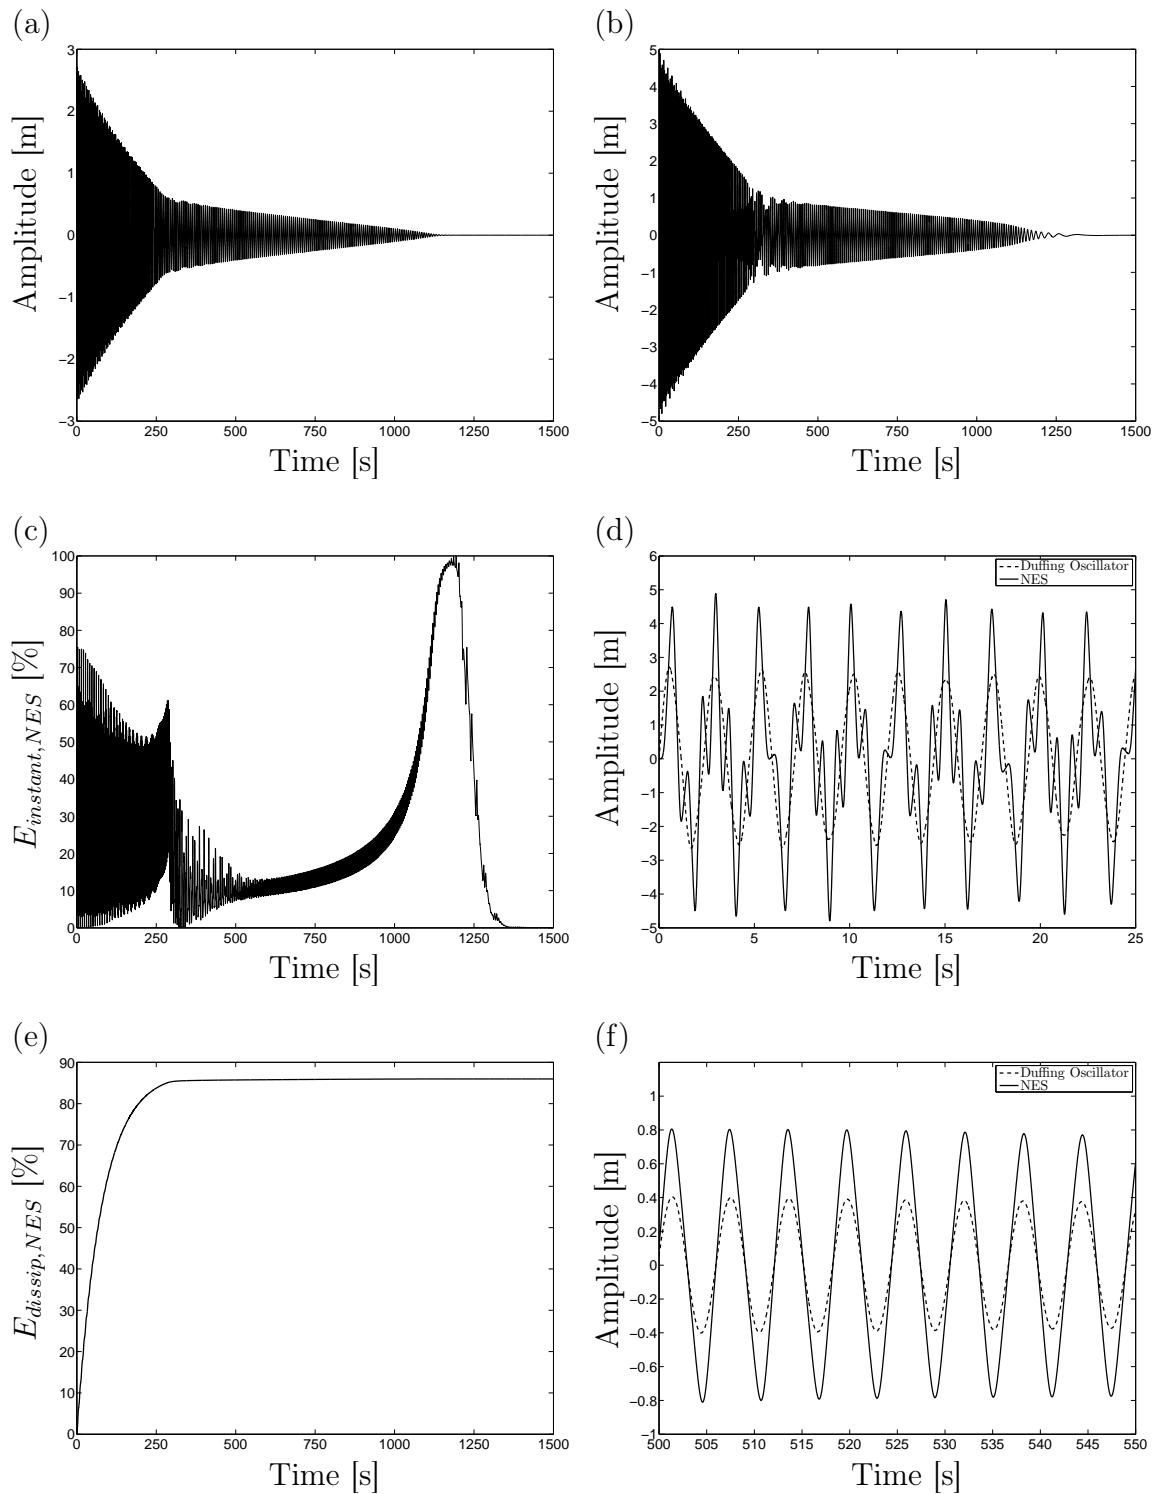 (a)
(b)
3
2
1
0
−1
−2
−3
Amplitude [m]
0 250 500 750 1000 1250 1500
Time [s]
5
4
3
2
1
0
−1
−2
−3
−4
−5
Amplitude [m]
0 250 500 750 1000 1250 1500
Time [s]
(c)
(d)
100
90
80
70
60
50
40
30
20
10
0
E_{instant,NES} [%]
0 250 500 750 1000 1250 1500
Time [s]
6
5
4
3
2
1
0
−1
−2
−3
−4
−5
Amplitude [m]
Duffing Oscillator
NES
0 5 10 15 20 25
Time [s]
(e)
(f)
90
80
70
60
50
40
30
20
10
0
E_{dissip,NES} [%]
0 250 500 750 1000 1250 1500
Time [s]
1
0.8
0.6
0.4
0.2
0
−0.2
−0.4
−0.6
−0.8
−1
Amplitude [m]
Duffing Oscillator
NES
500 505 510 515 520 525 530 535 540 545 550
Time [s]